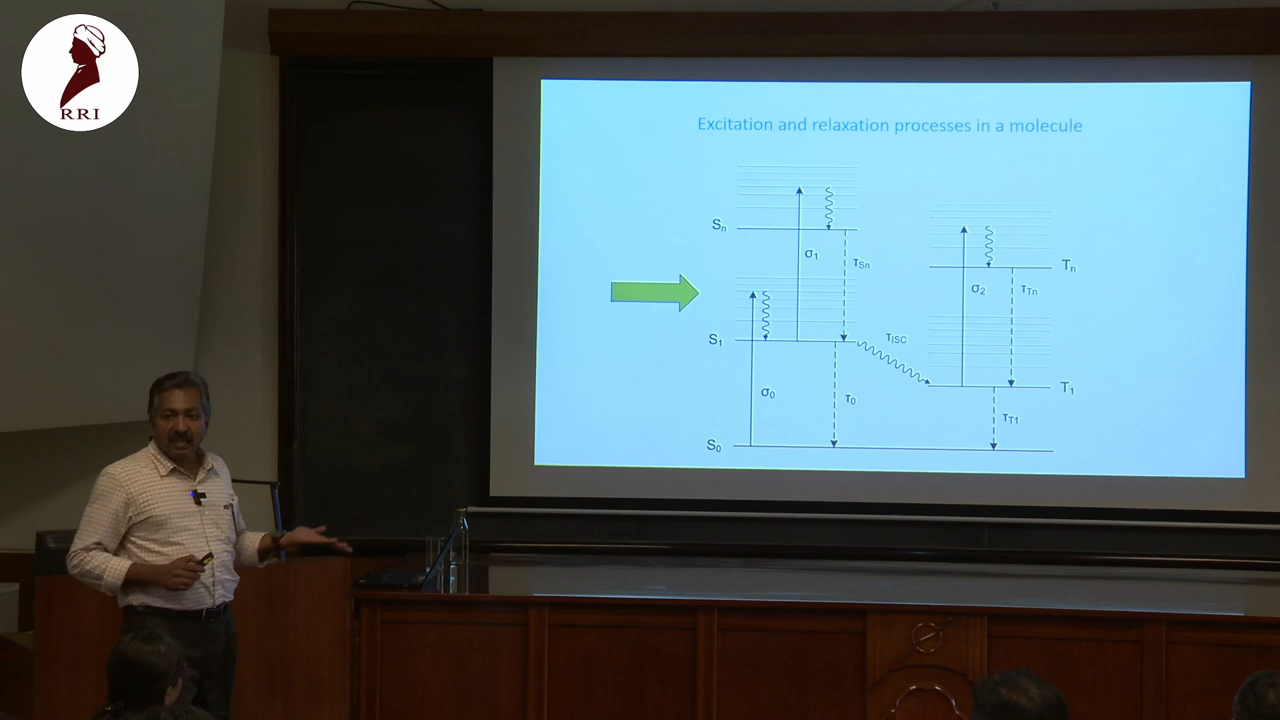 RRI
Excitation and relaxation processes in a molecule
Sₙ
σ₁
τSn
Tₙ
σ₂
τTn
S₁
τISC
T₁
σ₀
τ₀
τT1
S₀